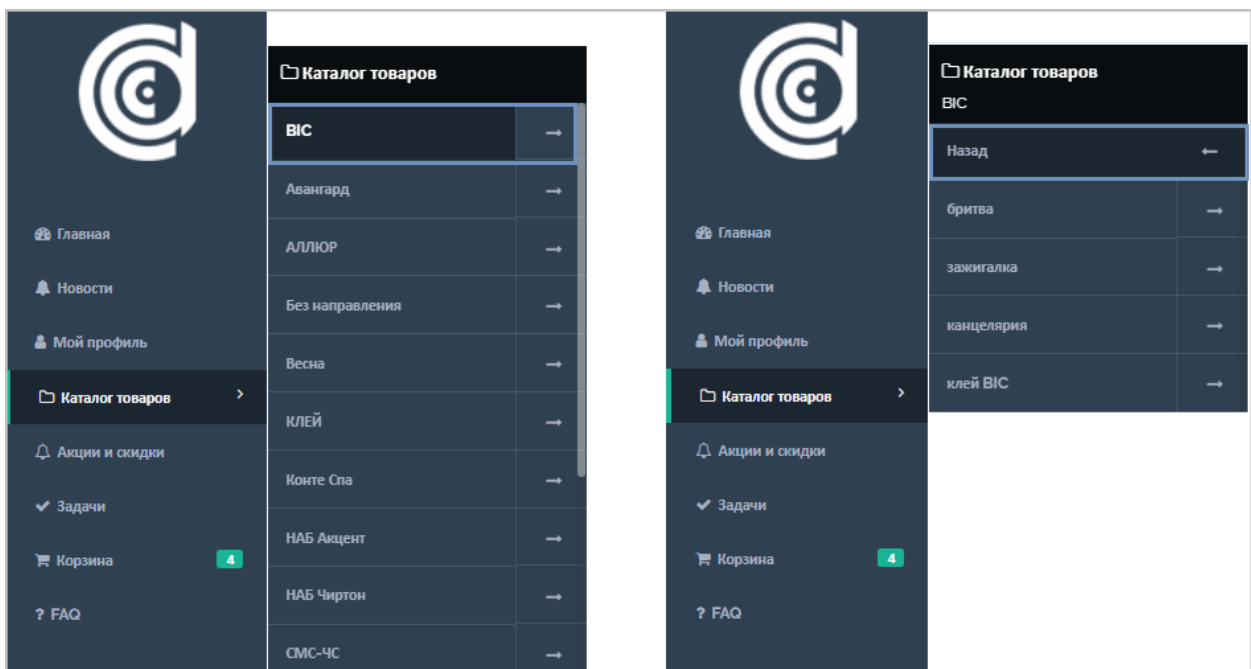 Каталог товаров
BIC
Авангард
АЛЛЮР
Без направления
Весна
КЛЕЙ
Конте Спа
НАБ Акцент
НАБ Чиртон
СМС-ЧС
Главная
Новости
Мой профиль
Каталог товаров
Акции и скидки
Задачи
Корзина 4
? FAQ
Каталог товаров
BIC
Назад
бритва
зажигалка
канцелярия
клей BIC
Главная
Новости
Мой профиль
Каталог товаров
Акции и скидки
Задачи
Корзина 4
? FAQ